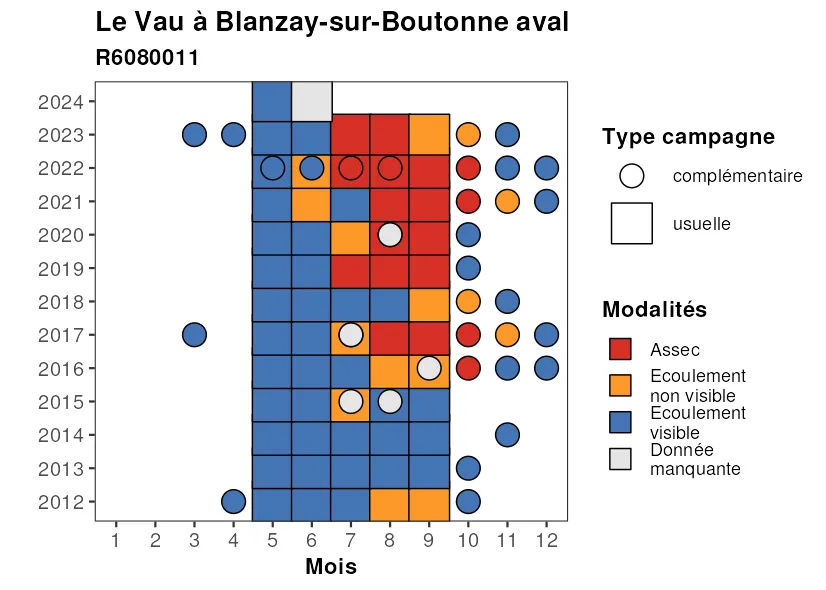 Le Vau à Blanzay-sur-Boutonne aval
R6080011
2024
2023
2022
2021
2020
2019
2018
2017
2016
2015
2014
2013
2012
1 2 3 4 5 6 7 8 9 10 11 12
Mois
Type campagne
complémentaire
usuelle
Modalités
Assec
Ecoulement
non visible
Ecoulement
visible
Donnée
manquante